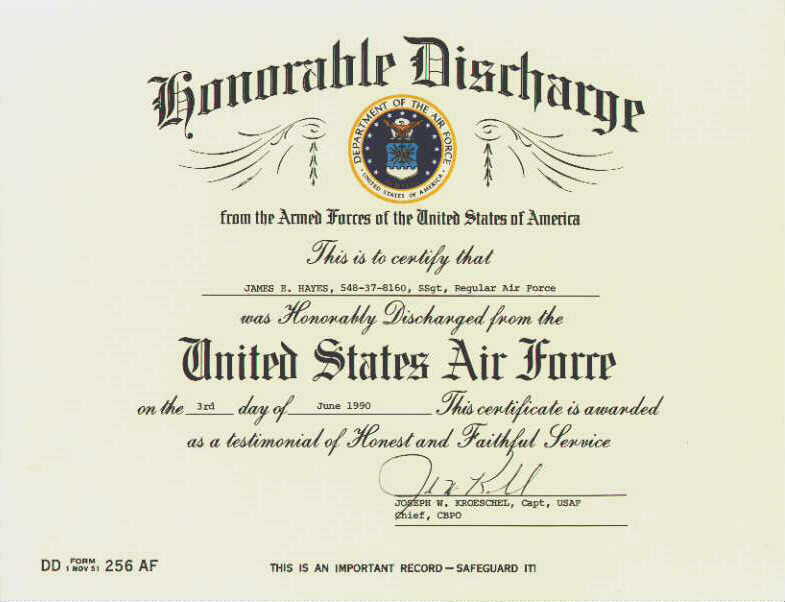 Honorable Discharge
DEPARTMENT OF THE AIR FORCE
UNITED STATES OF AMERICA
from the Armed Forces of the United States of America
This is to certify that
JAMES E. HAYES, 548-37-8160, SSgt, Regular Air Force
was Honorably Discharged from the
United States Air Force
on the 3rd day of June 1990 This certificate is awarded
as a testimonial of Honest and Faithful Service
JOSEPH W. KROESCHEL, Capt, USAF
Chief, CBPO
DD FORM 1 NOV 51 256 AF
THIS IS AN IMPORTANT RECORD — SAFEGUARD IT!